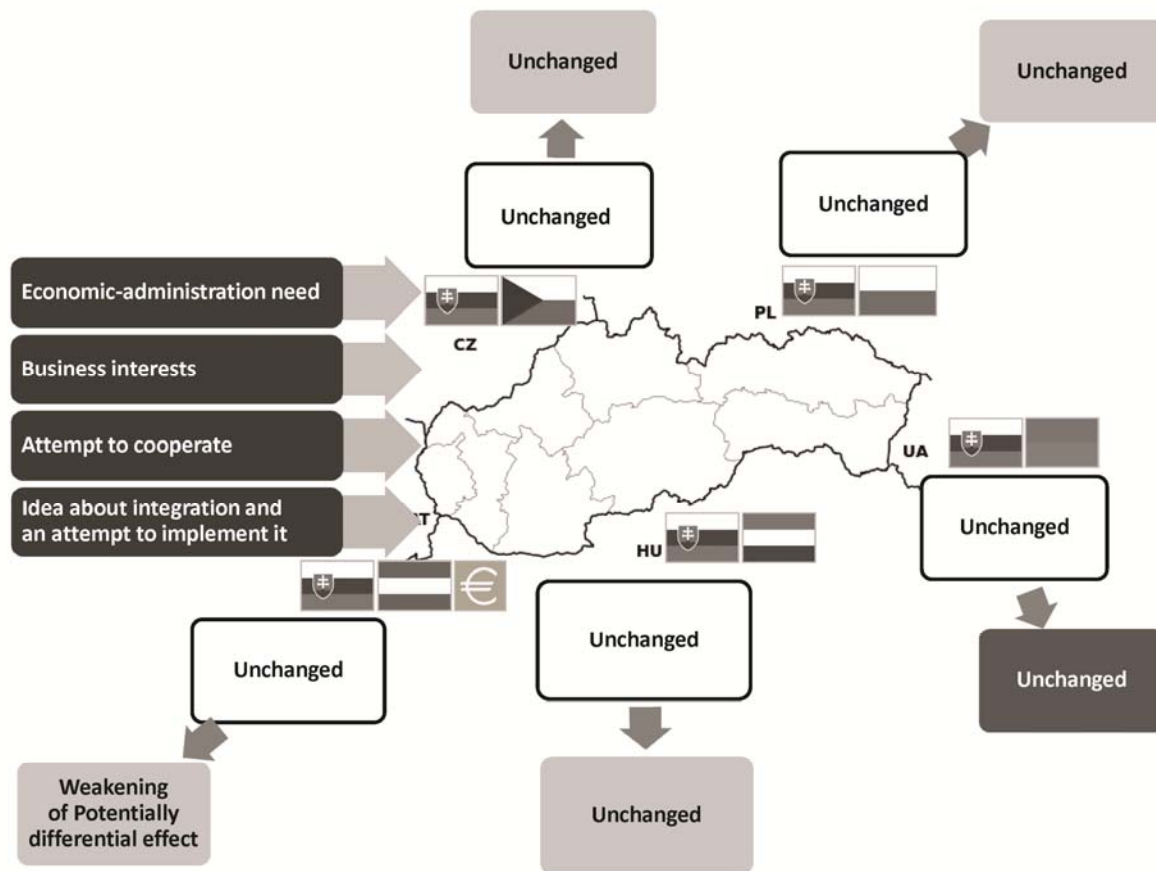 Unchanged
Unchanged
Unchanged
Unchanged
Economic-administration need
PL
CZ
Business interests
Attempt to cooperate
UA
Idea about integration and
an attempt to implement it
HU
€
Unchanged
Unchanged
Unchanged
Unchanged
Weakening
of Potentially
differential effect
Unchanged